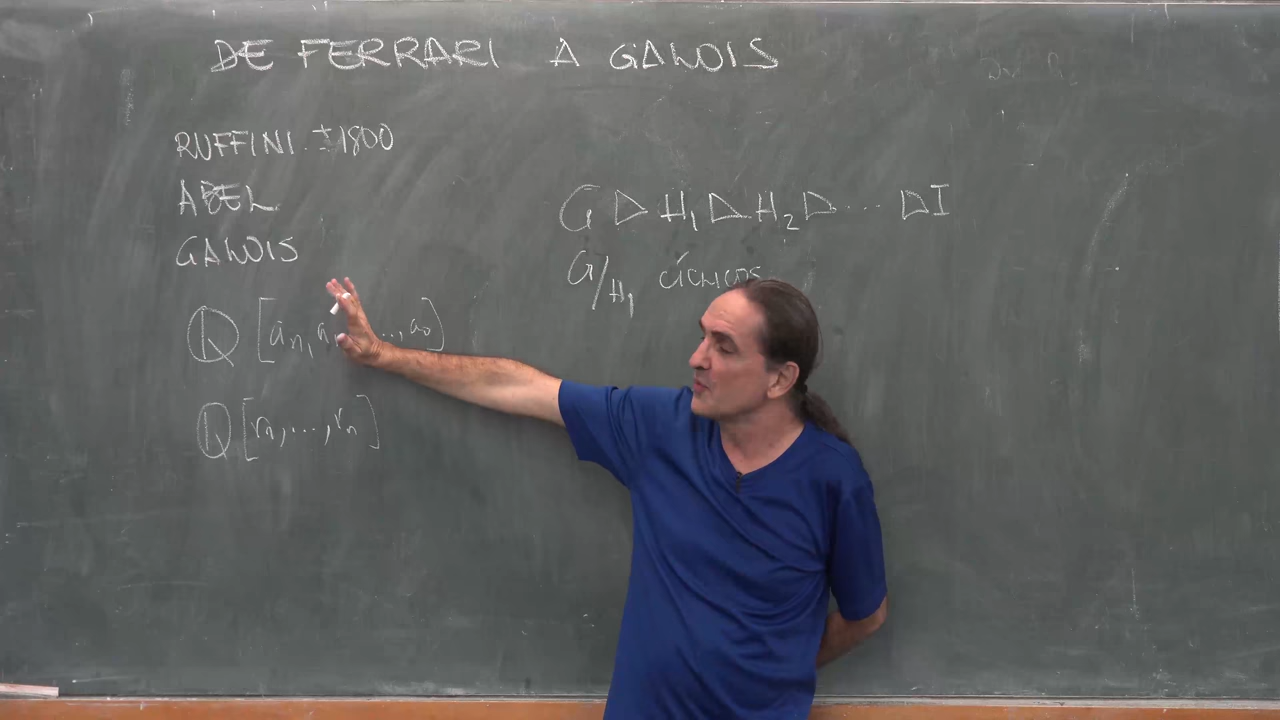 DE FERRARI A GALOIS
RUFFINI ±1800
ABEL
GALOIS
Q [aₙ, a ..., a₀]
Q [r₁, ..., rₙ]
G ▷ H₁ ▷ H₂ ▷ ... ▷ I
G/H₁ cíclicos